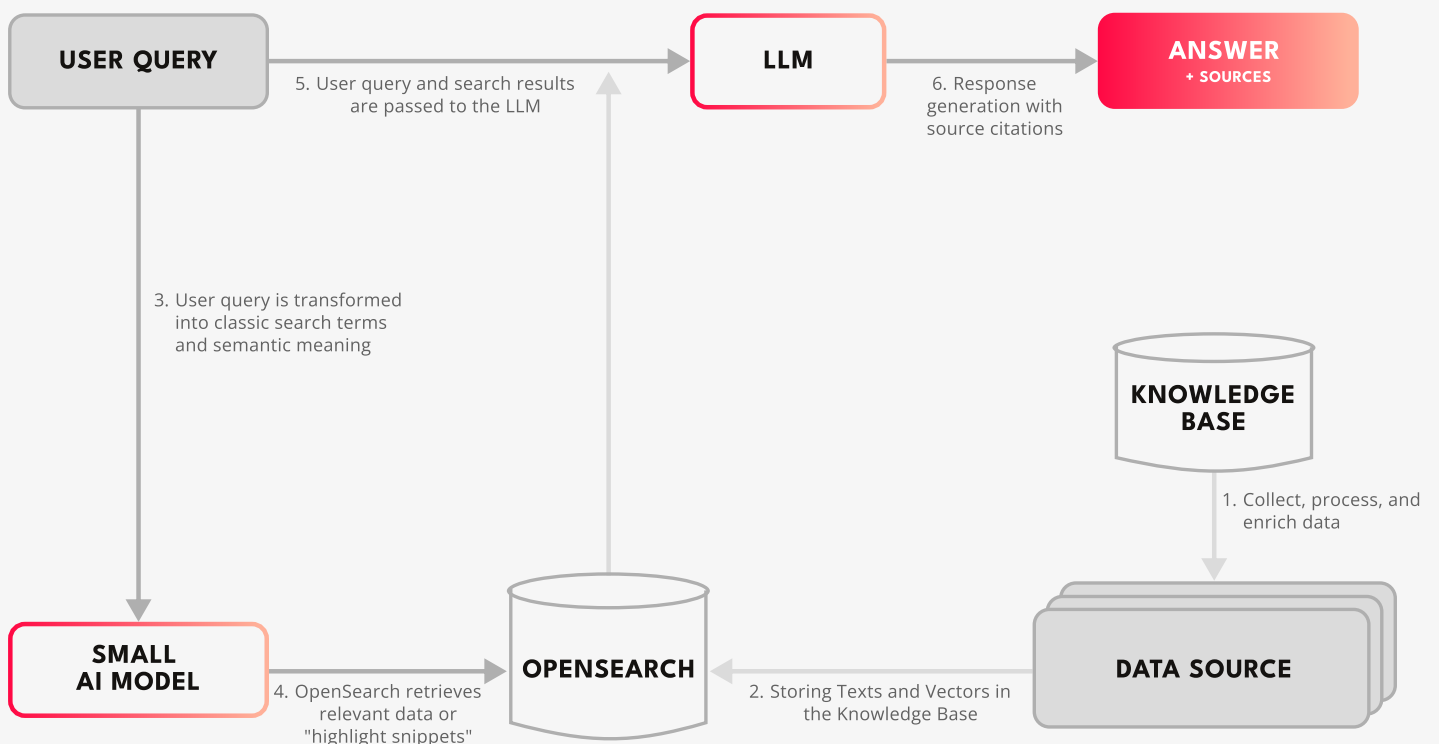 USER QUERY
LLM
ANSWER
+ SOURCES
5. User query and search results
are passed to the LLM
6. Response
generation with
source citations
3. User query is transformed
into classic search terms
and semantic meaning
KNOWLEDGE
BASE
1. Collect, process, and
enrich data
SMALL
AI MODEL
OPENSEARCH
DATA SOURCE
4. OpenSearch retrieves
relevant data or
"highlight snippets"
2. Storing Texts and Vectors in
the Knowledge Base